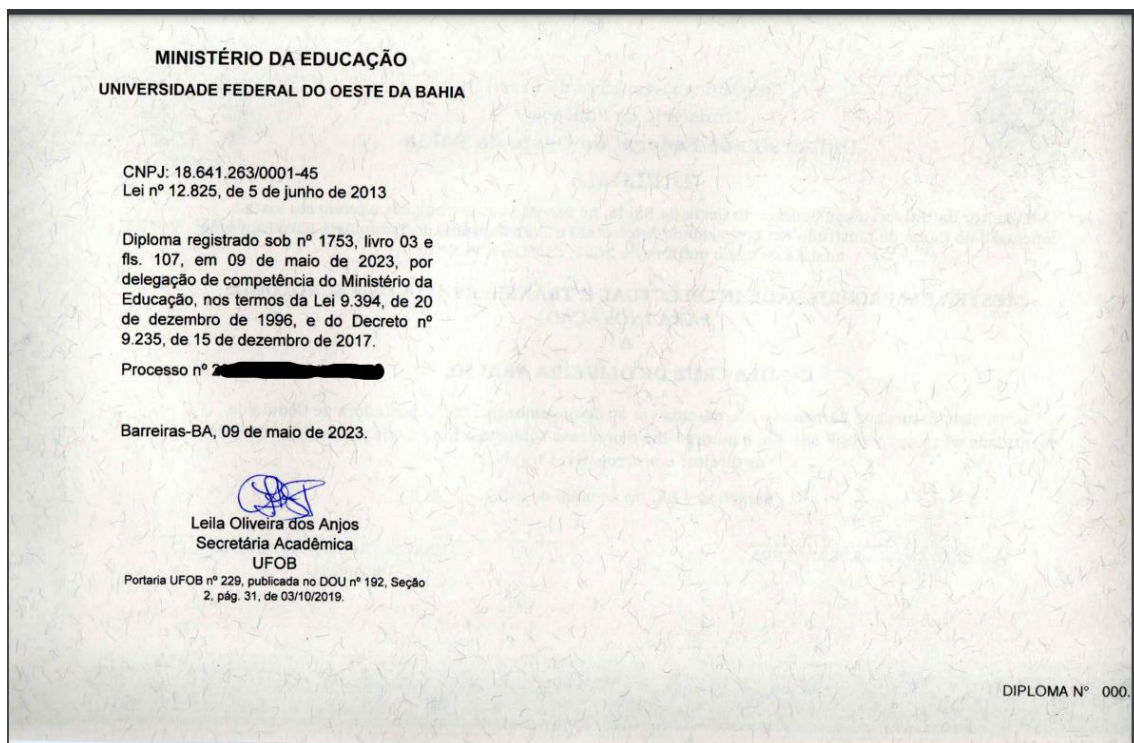 MINISTÉRIO DA EDUCAÇÃO
UNIVERSIDADE FEDERAL DO OESTE DA BAHIA
CNPJ: 18.641.263/0001-45
Lei nº 12.825, de 5 de junho de 2013
Diploma registrado sob nº 1753, livro 03 e
fls. 107, em 09 de maio de 2023, por
delegação de competência do Ministério da
Educação, nos termos da Lei 9.394, de 20
de dezembro de 1996, e do Decreto nº
9.235, de 15 de dezembro de 2017.
Processo nº 2
Barreiras-BA, 09 de maio de 2023.
Leila Oliveira dos Anjos
Secretária Acadêmica
UFOB
Portaria UFOB nº 229, publicada no DOU nº 192, Seção
2, pág. 31, de 03/10/2019.
DIPLOMA N° 000.